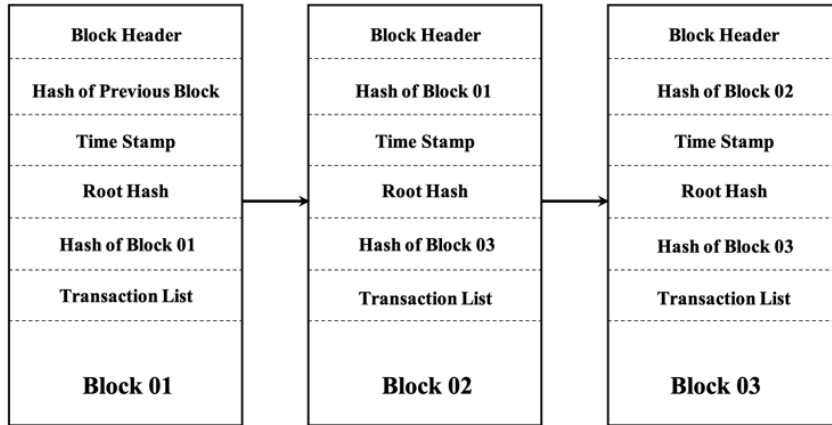 Block Header
Hash of Previous Block
Time Stamp
Root Hash
Hash of Block 01
Transaction List
Block 01
Block Header
Hash of Block 01
Time Stamp
Root Hash
Hash of Block 03
Transaction List
Block 02
Block Header
Hash of Block 02
Time Stamp
Root Hash
Hash of Block 03
Transaction List
Block 03